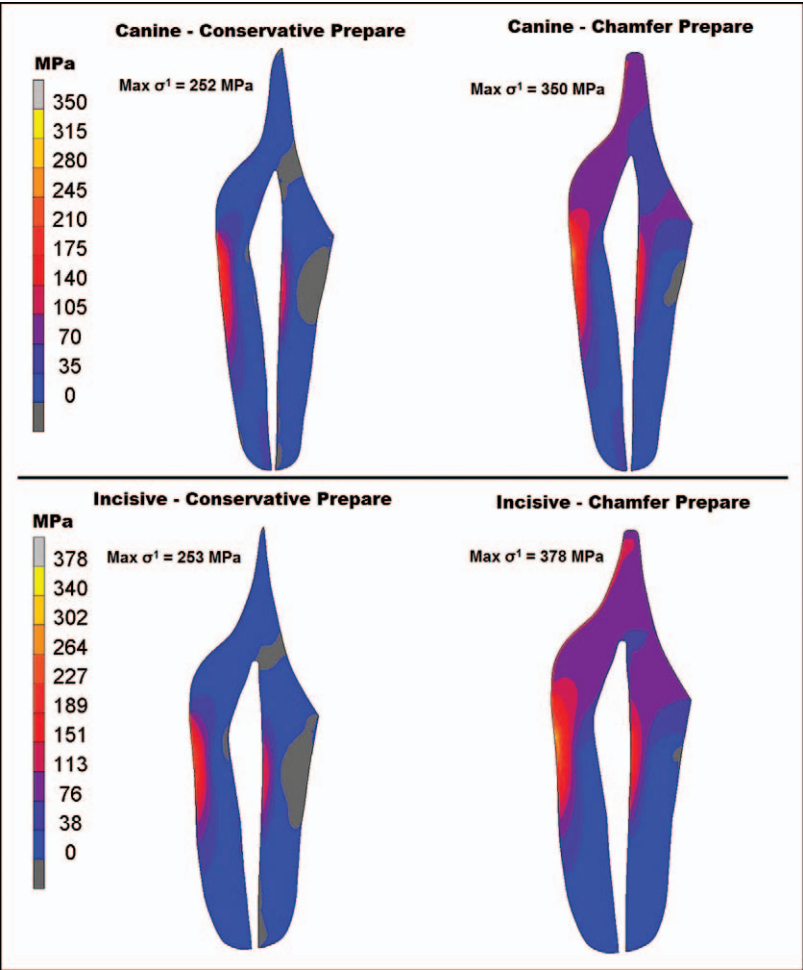 Canine - Conservative Prepare
Canine - Chamfer Prepare
MPa
Max σ¹ = 252 MPa
Max σ¹ = 350 MPa
350
315
280
245
210
175
140
105
70
35
0
Incisive - Conservative Prepare
Incisive - Chamfer Prepare
MPa
Max σ¹ = 253 MPa
Max σ¹ = 378 MPa
378
340
302
264
227
189
151
113
76
38
0